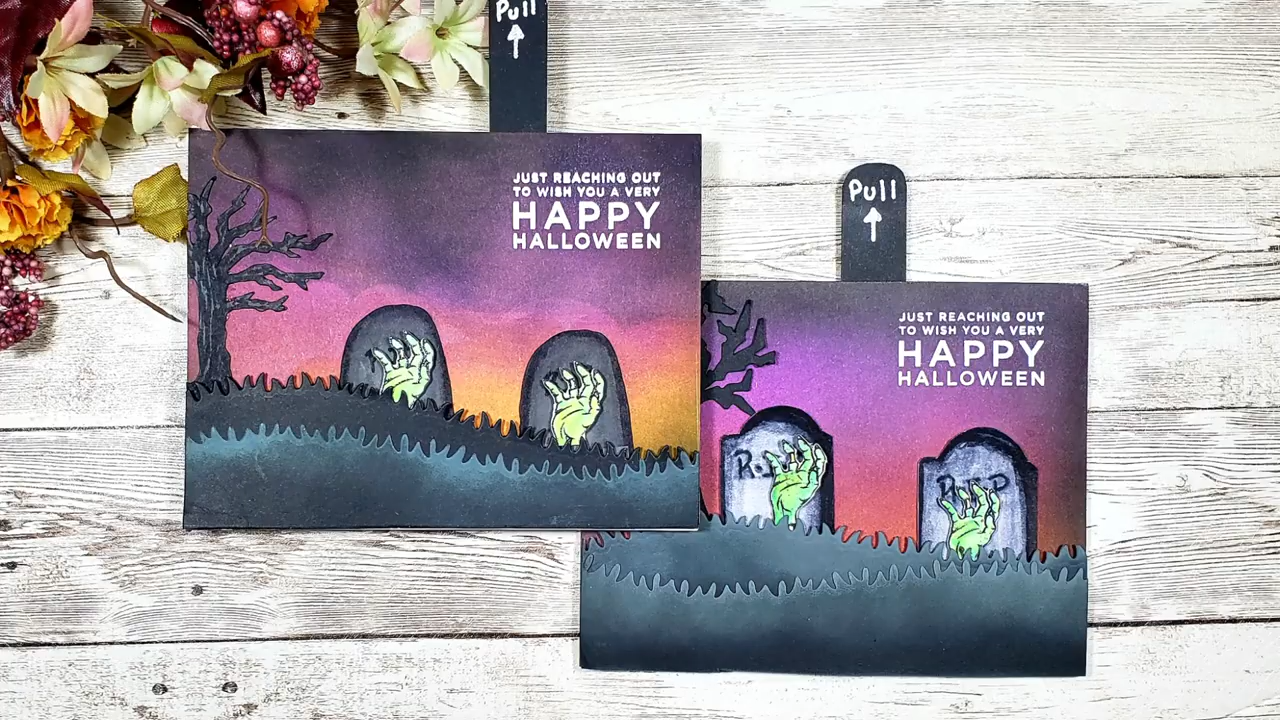 Pull
JUST REACHING OUT
TO WISH YOU A VERY
HAPPY
HALLOWEEN
Pull
JUST REACHING OUT
TO WISH YOU A VERY
HAPPY
HALLOWEEN
R.I.P